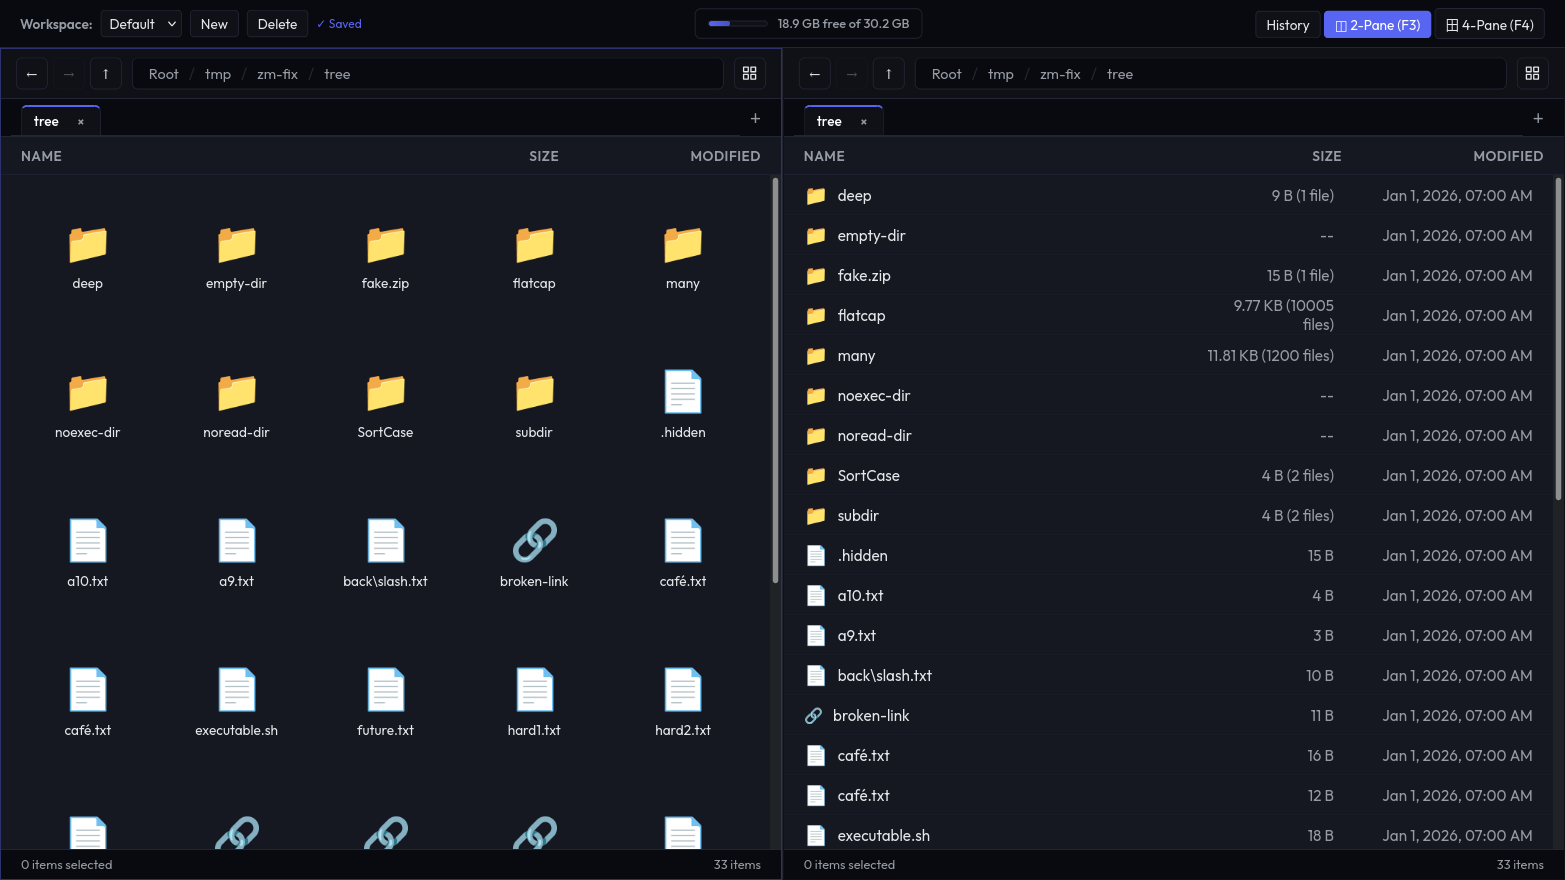 Workspace: Default New Delete ✓ Saved 18.9 GB free of 30.2 GB History 2-Pane (F3) 4-Pane (F4)
← → ↑ Root / tmp / zm-fix / tree
tree × +
NAME SIZE MODIFIED
deep empty-dir fake.zip flatcap many
noexec-dir noread-dir SortCase subdir .hidden
a10.txt a9.txt back\slash.txt broken-link café.txt
café.txt executable.sh future.txt hard1.txt hard2.txt
0 items selected 33 items
← → ↑ Root / tmp / zm-fix / tree
tree × +
NAME SIZE MODIFIED
deep 9 B (1 file) Jan 1, 2026, 07:00 AM
empty-dir -- Jan 1, 2026, 07:00 AM
fake.zip 15 B (1 file) Jan 1, 2026, 07:00 AM
flatcap 9.77 KB (10005 files) Jan 1, 2026, 07:00 AM
many 11.81 KB (1200 files) Jan 1, 2026, 07:00 AM
noexec-dir -- Jan 1, 2026, 07:00 AM
noread-dir -- Jan 1, 2026, 07:00 AM
SortCase 4 B (2 files) Jan 1, 2026, 07:00 AM
subdir 4 B (2 files) Jan 1, 2026, 07:00 AM
.hidden 15 B Jan 1, 2026, 07:00 AM
a10.txt 4 B Jan 1, 2026, 07:00 AM
a9.txt 3 B Jan 1, 2026, 07:00 AM
back\slash.txt 10 B Jan 1, 2026, 07:00 AM
broken-link 11 B Jan 1, 2026, 07:00 AM
café.txt 16 B Jan 1, 2026, 07:00 AM
café.txt 12 B Jan 1, 2026, 07:00 AM
executable.sh 18 B Jan 1, 2026, 07:00 AM
0 items selected 33 items